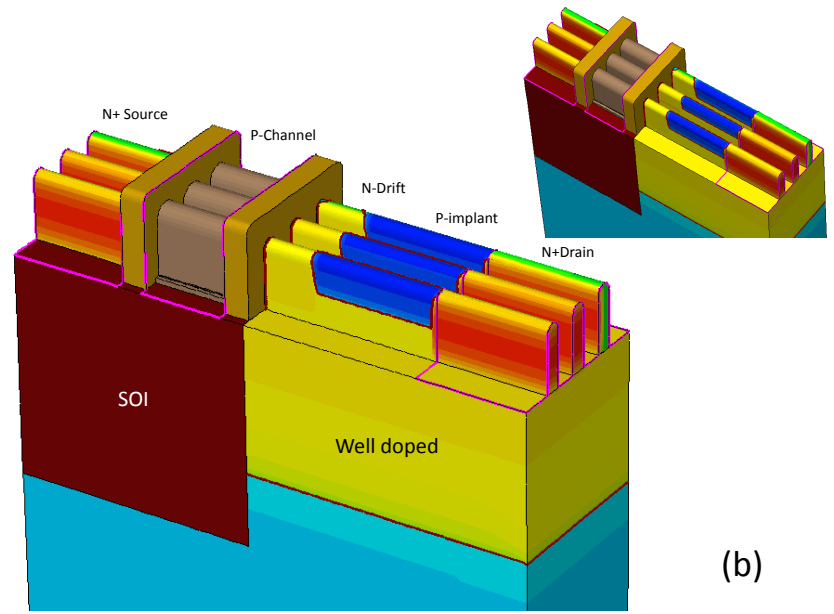 N+ Source
P-Channel
N-Drift
P-implant
N+Drain
SOI
Well doped
(b)